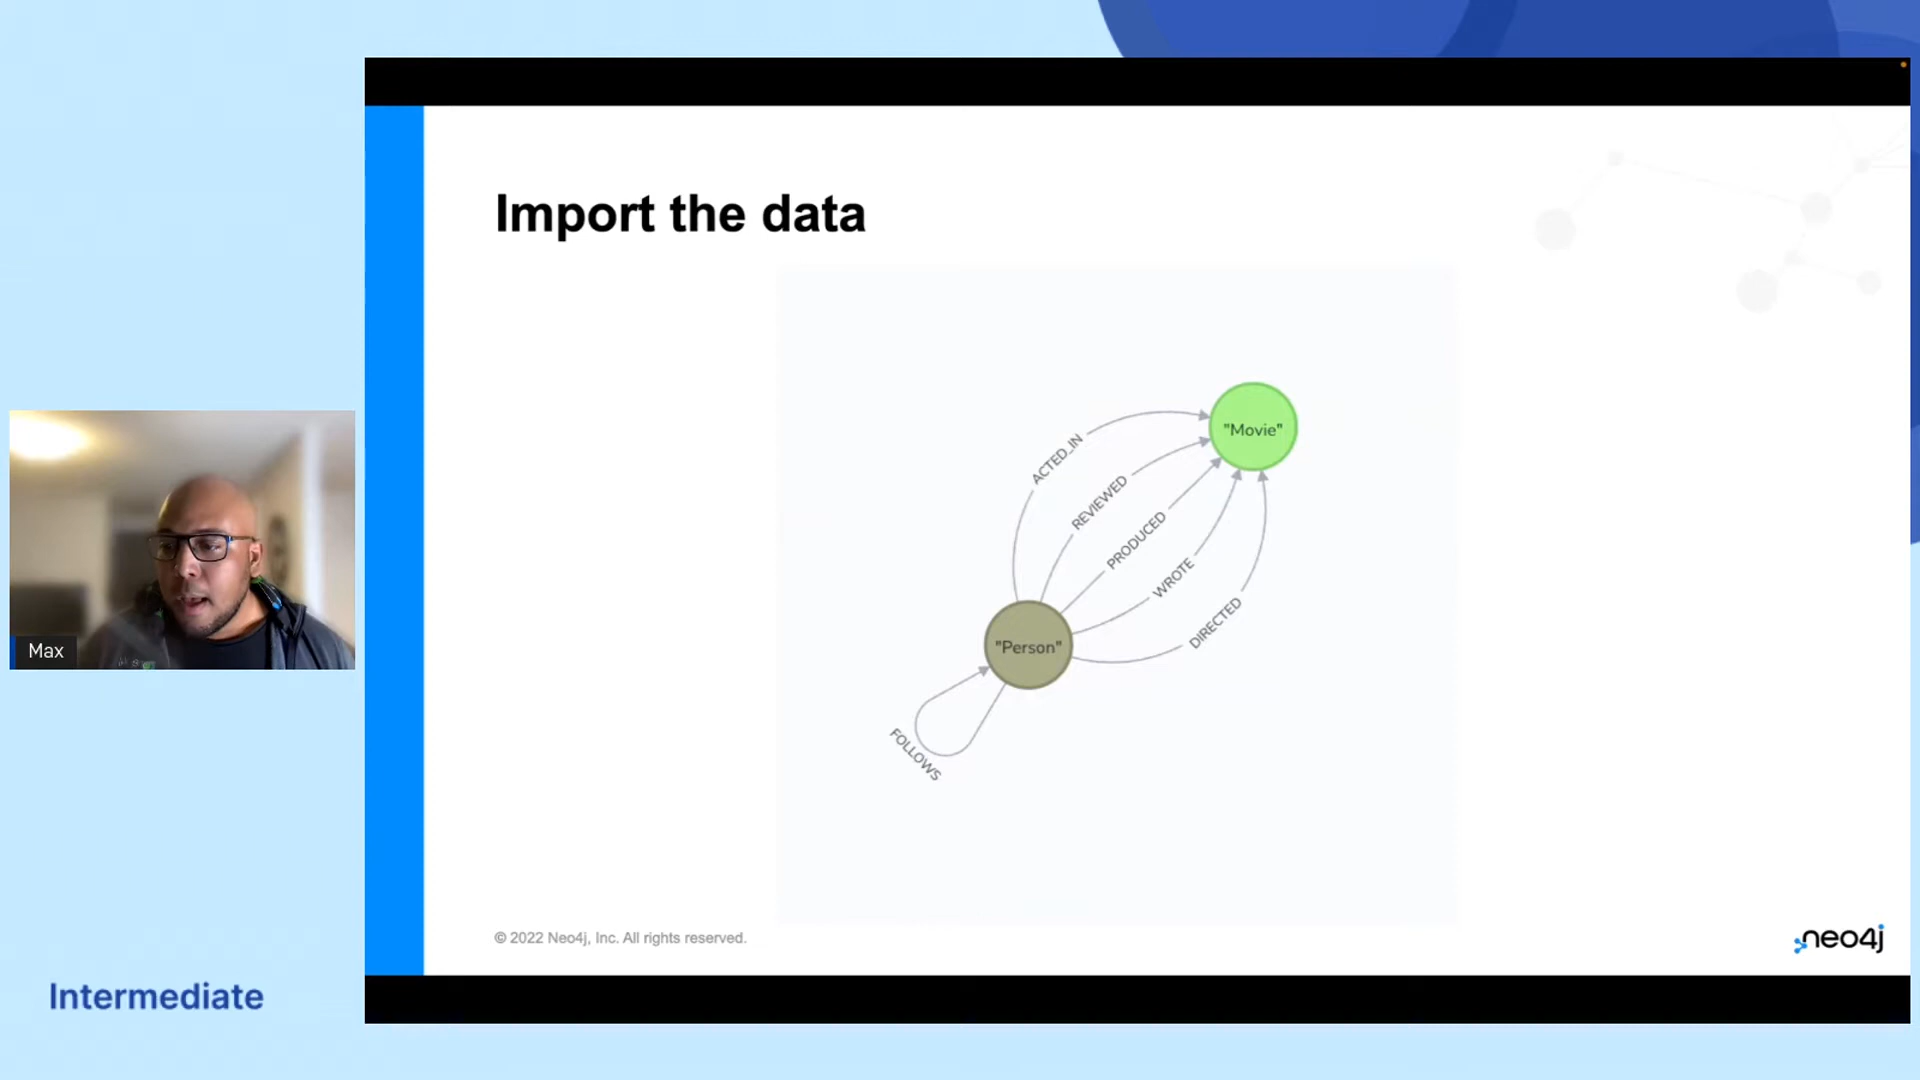 Import the data
"Movie"
ACTED_IN
REVIEWED
PRODUCED
WROTE
DIRECTED
"Person"
FOLLOWS
Max
© 2022 Neo4j, Inc. All rights reserved.
neo4j
Intermediate